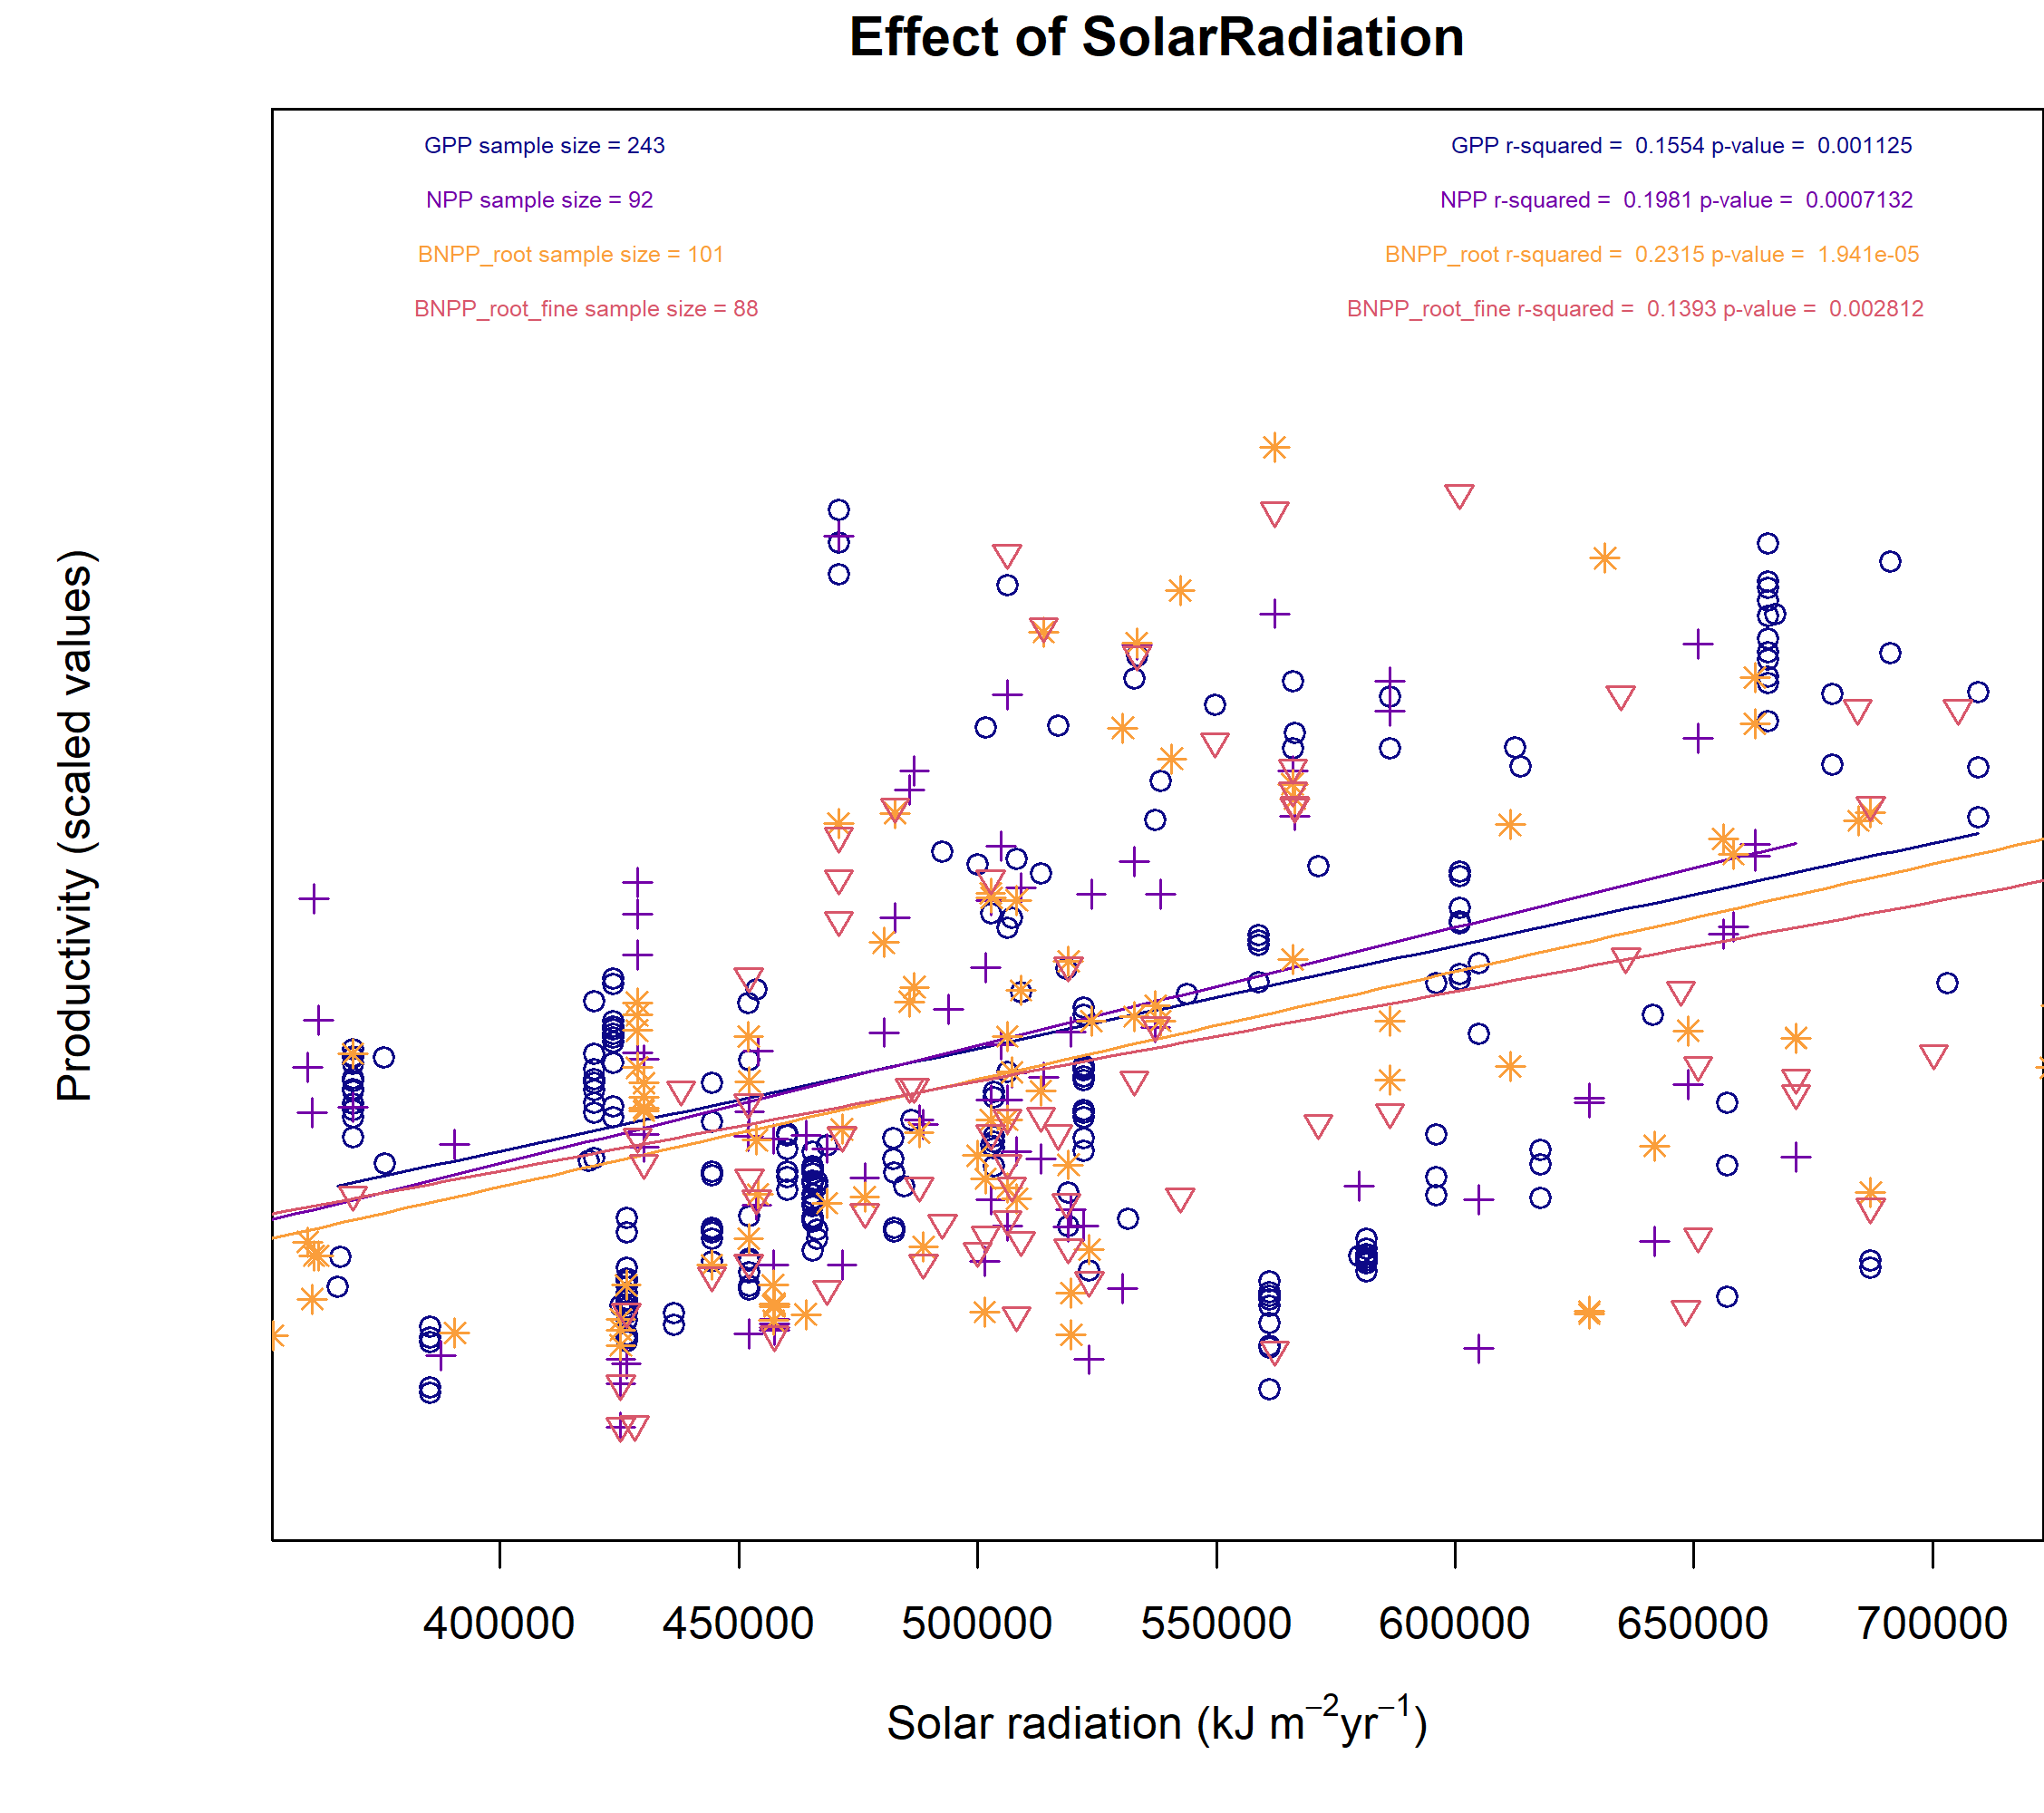 Effect of SolarRadiation
GPP sample size = 243
GPP r-squared = 0.1554 p-value = 0.001125
NPP sample size = 92
NPP r-squared = 0.1981 p-value = 0.0007132
BNPP_root sample size = 101
BNPP_root r-squared = 0.2315 p-value = 1.941e-05
BNPP_root_fine sample size = 88
BNPP_root_fine r-squared = 0.1393 p-value = 0.002812
Productivity (scaled values)
400000 450000 500000 550000 600000 650000 700000
Solar radiation (kJ m⁻²yr⁻¹)